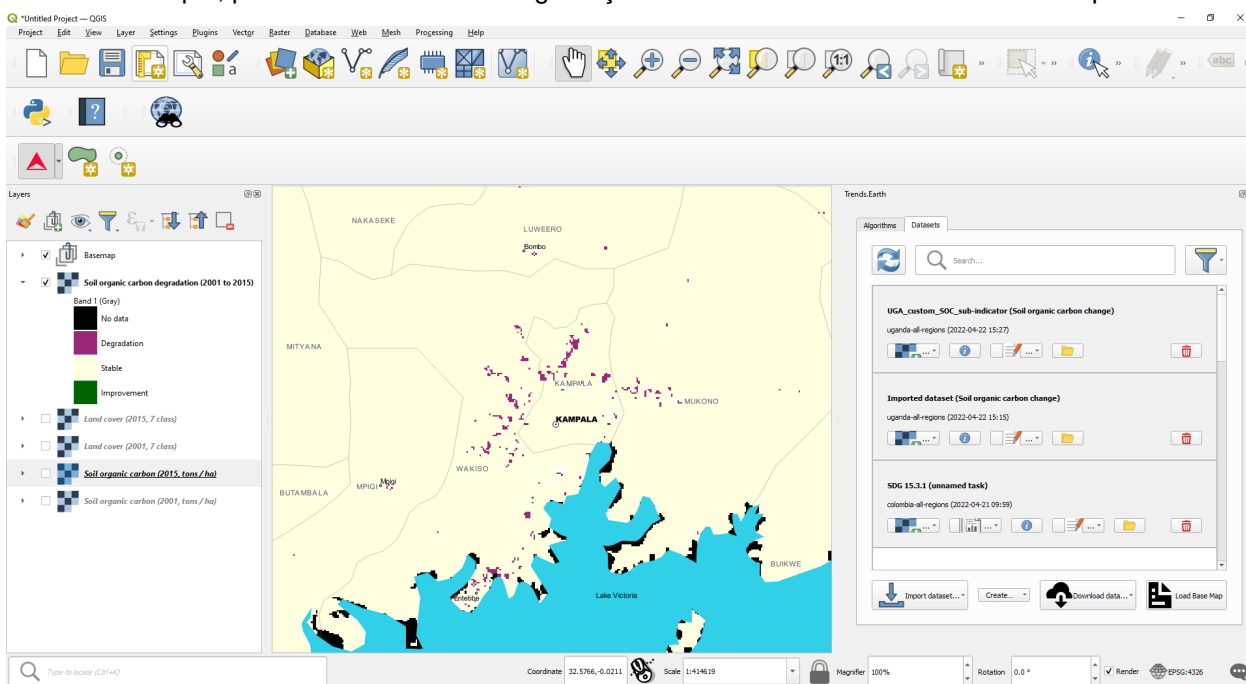 *Untitled Project — QGIS
Project Edit View Layer Settings Plugins Vector Raster Database Web Mesh Processing Help
Layers
Basemap
Soil organic carbon degradation (2001 to 2015)
Band 1 (Gray)
No data
Degradation
Stable
Improvement
Land cover (2015, 7 class)
Land cover (2001, 7 class)
Soil organic carbon (2015, tons / ha)
Soil organic carbon (2001, tons / ha)
NAKASEKE
LUWEERO
Bombo
MITYANA
KAMPALA
MUKONO
KAMPALA
WAKISO
MPIGI
Mpigi
BUTAMBALA
BUIKWE
Entebbe
Lake Victoria
Trends.Earth
Algorithms Datasets
Search...
UGA_custom_SOC_sub-indicator (Soil organic carbon change)
uganda-all-regions (2022-04-22 15:27)
Imported dataset (Soil organic carbon change)
uganda-all-regions (2022-04-22 15:15)
SDG 15.3.1 (unnamed task)
colombia-all-regions (2022-04-21 09:59)
Import dataset... Create... Download data... Load Base Map
Type to locate (Ctrl+K) Coordinate 32.5766,-0.0211 Scale 1:414619 Magnifier 100% Rotation 0.0 ° Render EPSG:4326